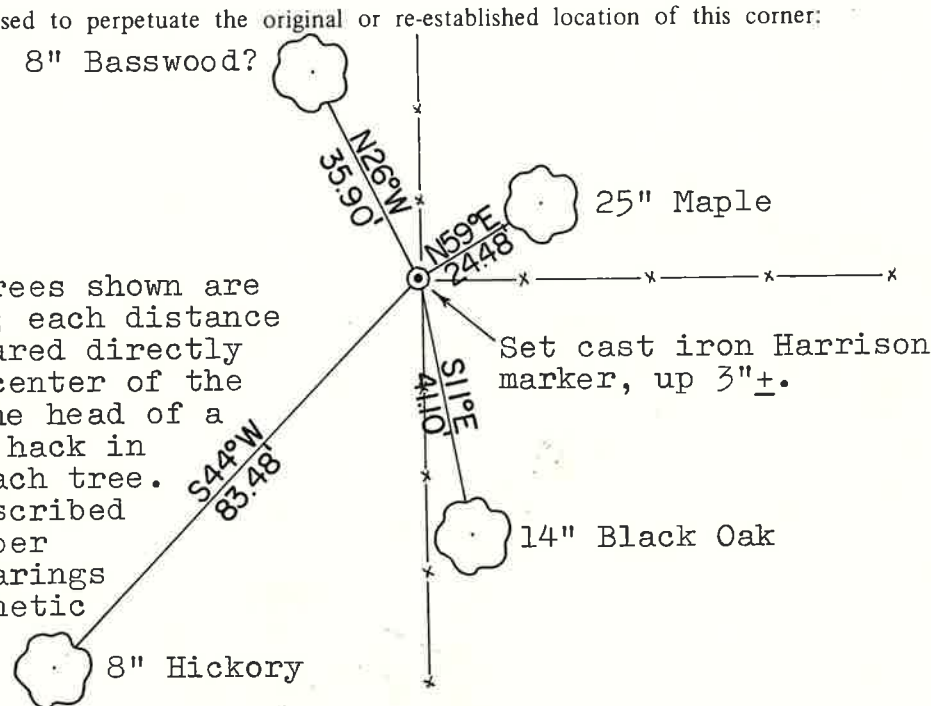 sed to perpetuate the original or re-established location of this corner:
8" Basswood?
N26°W
35.90'
25" Maple
N59°E
24.48'
rees shown are
each distance
ared directly
center of the
he head of a
hack in
ach tree.
scribed
ber
arings
netic
Set cast iron Harrison
marker, up 3"±.
S11°E
41.10'
S44°W
83.48'
14" Black Oak
8" Hickory